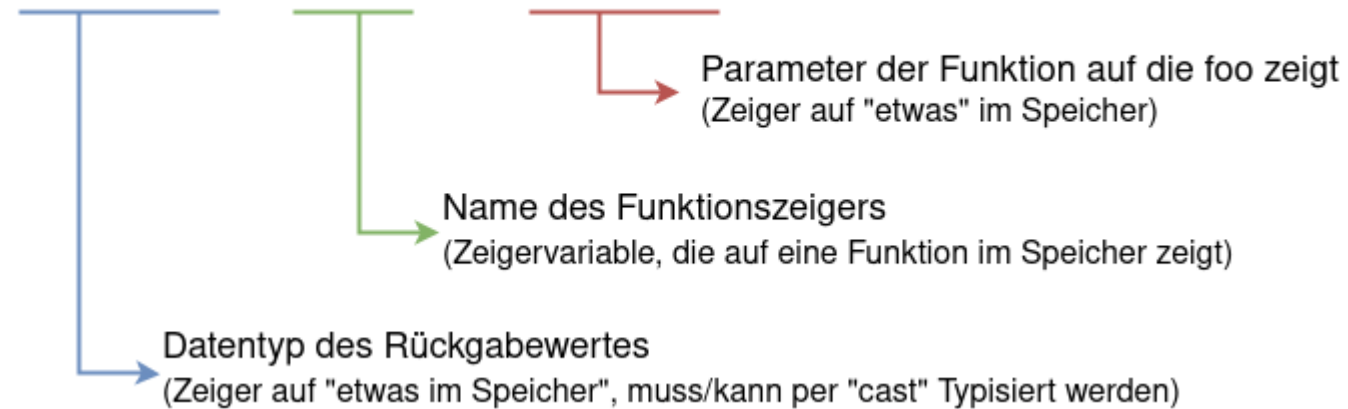 Parameter der Funktion auf die foo zeigt
(Zeiger auf "etwas" im Speicher)
Name des Funktionszeigers
(Zeigervariable, die auf eine Funktion im Speicher zeigt)
Datentyp des Rückgabewertes
(Zeiger auf "etwas im Speicher", muss/kann per "cast" Typisiert werden)